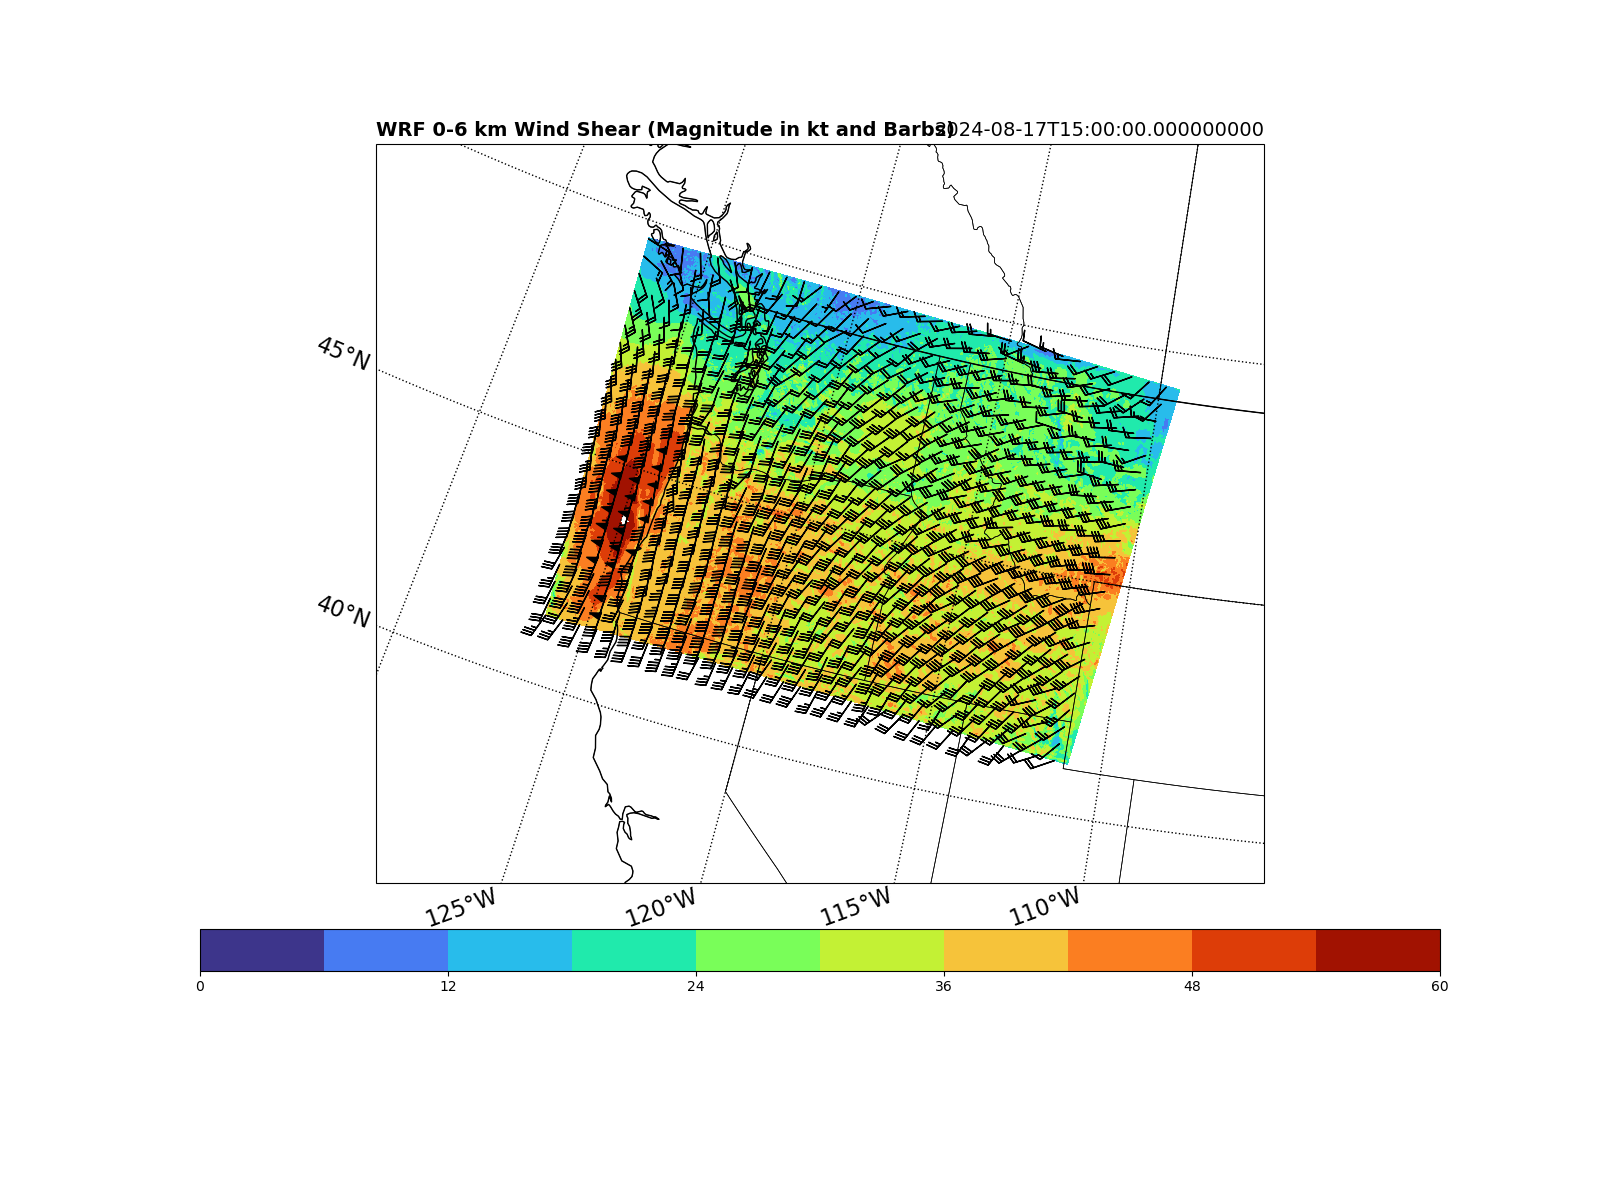 WRF 0-6 km Wind Shear (Magnitude in kt and Barbs)
2024-08-17T15:00:00.000000000
45°N
40°N
125°W 120°W 115°W 110°W
0 12 24 36 48 60